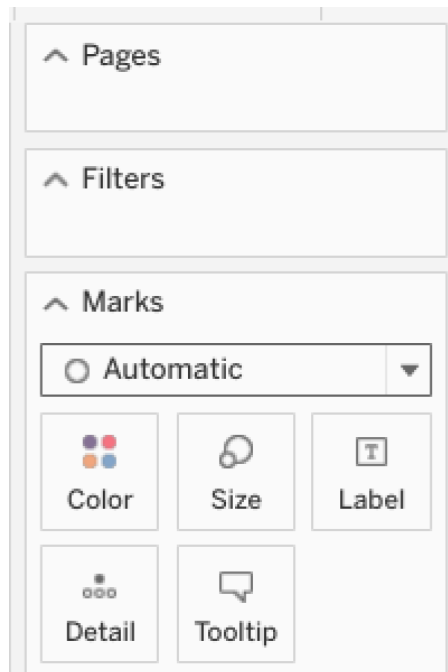 Pages
Filters
Marks
Automatic
Color Size Label
Detail Tooltip